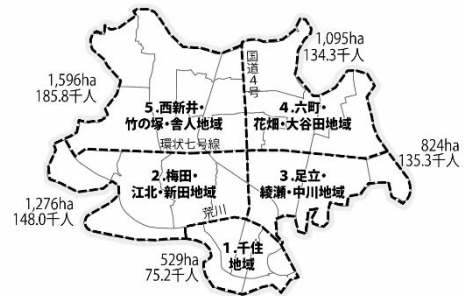 1,095ha
134.3千人
国道4号
1,596ha
185.8千人
5.西新井・
竹の塚・舎人地域
4.六町・
花畑・大谷田地域
環状七号線
824ha
135.3千人
2.梅田・
江北・新田地域
3.足立・
綾瀬・中川地域
1,276ha
148.0千人
荒川
1.千住
地域
529ha
75.2千人